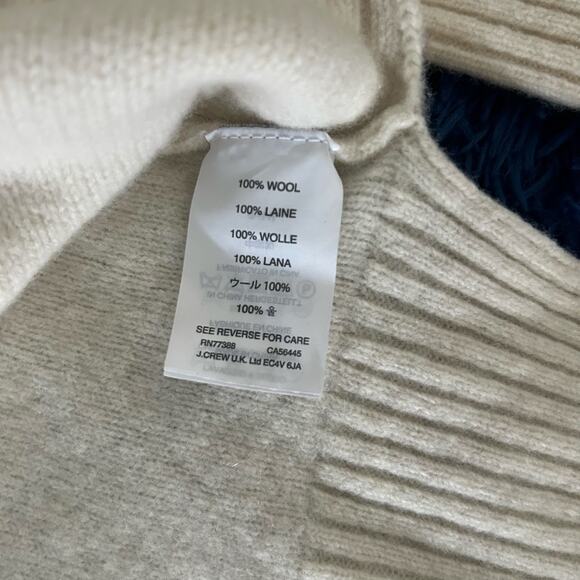 100% WOOL
100% LAINE
100% WOLLE
100% LANA
ウール 100%
100% 울
SEE REVERSE FOR CARE
RN77388 CA56445
J.CREW U.K. Ltd EC4V 6JA